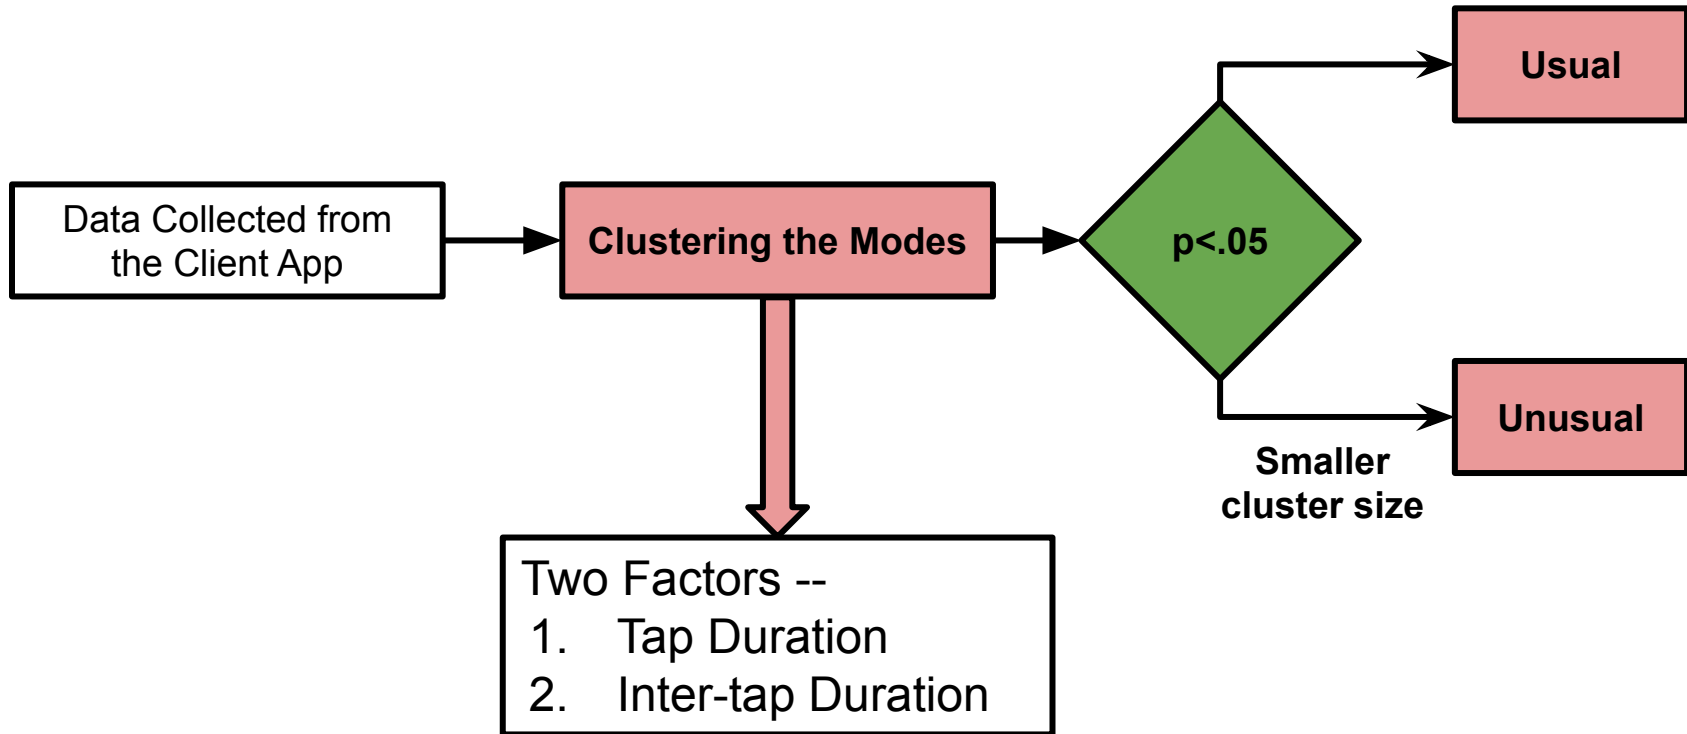 Usual
Data Collected from
the Client App
Clustering the Modes
p<.05
Unusual
Smaller
cluster size
Two Factors --
1. Tap Duration
2. Inter-tap Duration